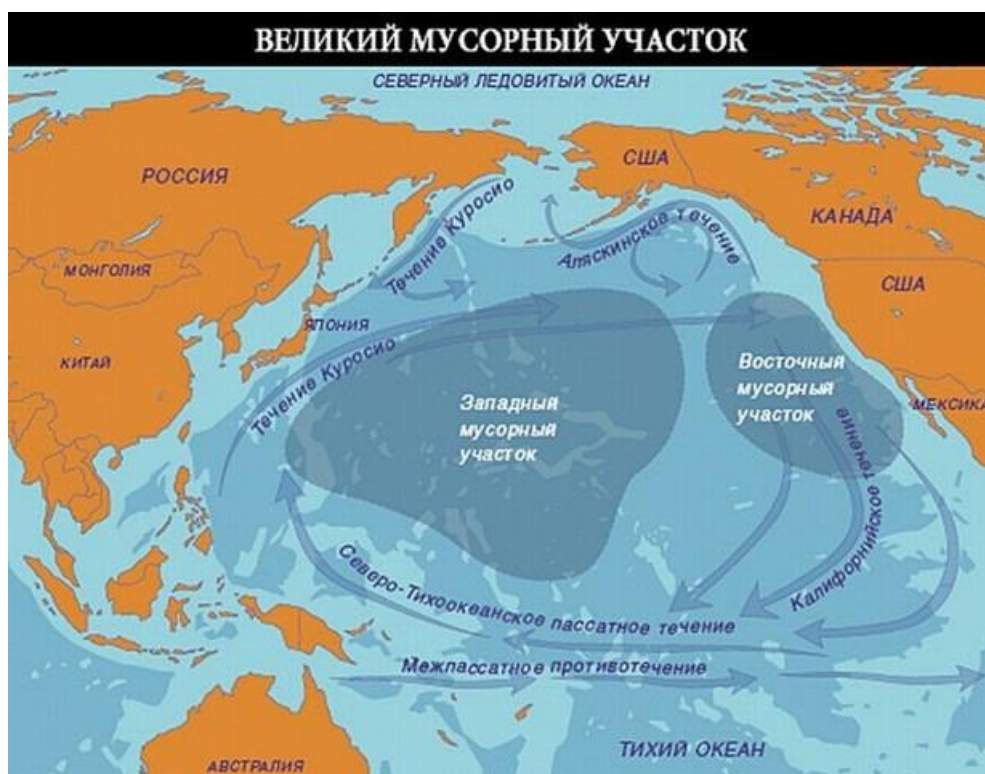 ВЕЛИКИЙ МУСОРНЫЙ УЧАСТОК
СЕВЕРНЫЙ ЛЕДОВИТЫЙ ОКЕАН
США
РОССИЯ
Течение Куросио
КАНАДА
Аляскинское течение
МОНГОЛИЯ
США
ЯПОНИЯ
КИТАЙ
Течение Куросио
Восточный
мусорный
участок
Западный
мусорный
участок
МЕКСИКА
Калифорнийское течение
Северо-Тихоокеанское пассатное течение
Межпассатное противотечение
ТИХИЙ ОКЕАН
АВСТРАЛИЯ